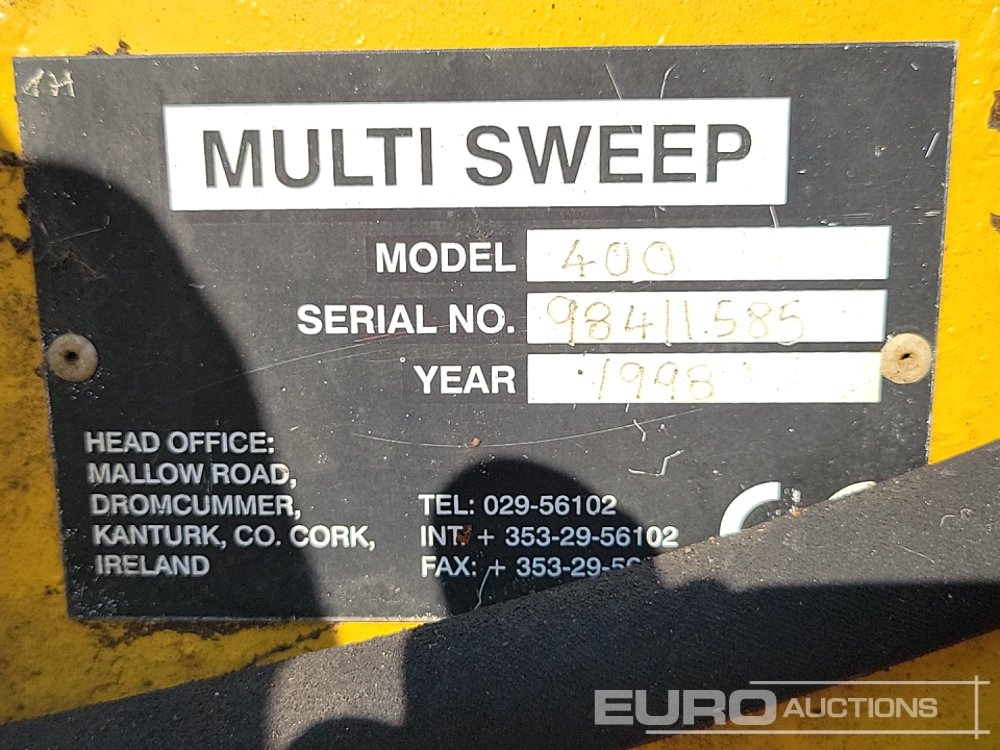 MULTI SWEEP
MODEL 400
SERIAL NO. 98411585
YEAR 1998
HEAD OFFICE:
MALLOW ROAD,
DROMCUMMER,
KANTURK, CO. CORK,
IRELAND
TEL: 029-56102
INT. + 353-29-56102
FAX: + 353-29-
EURO AUCTIONS